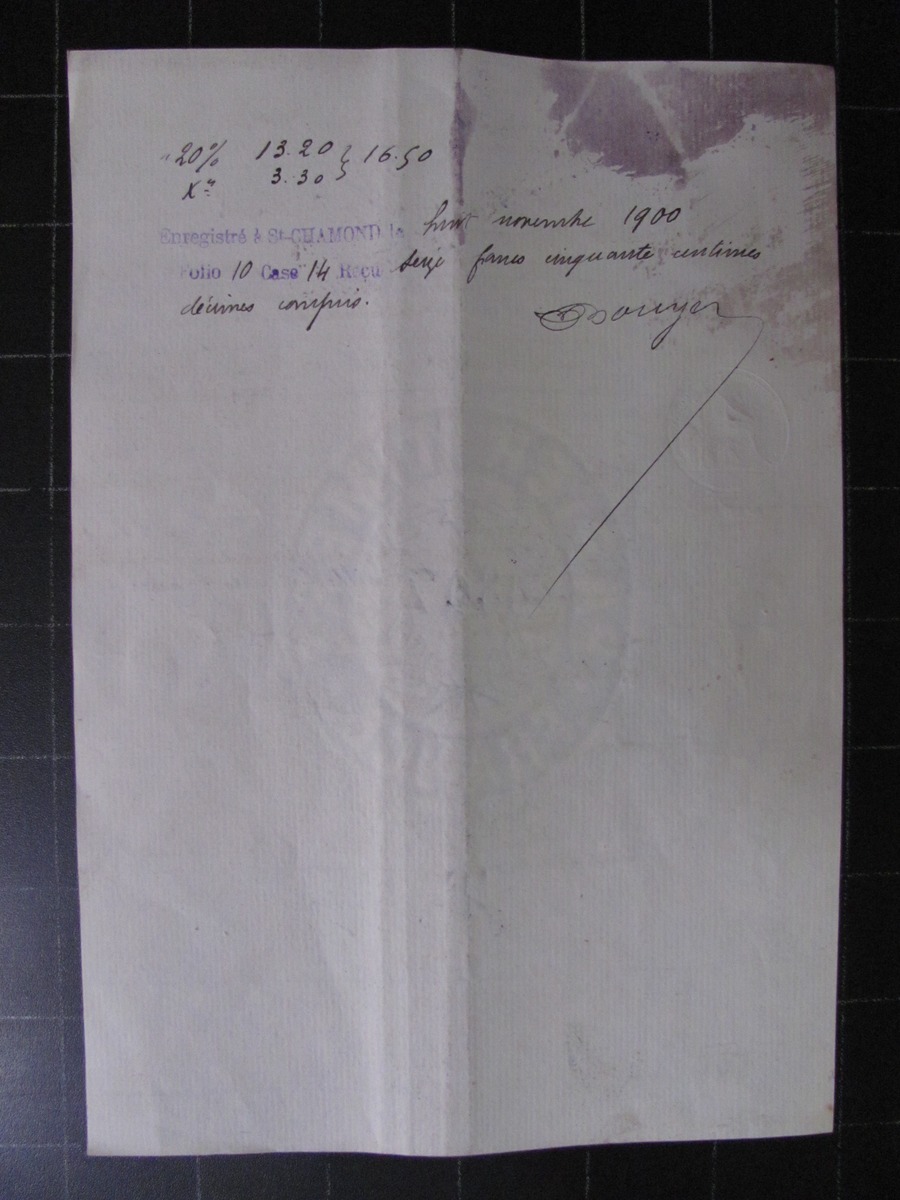 20% 13.20 } 16.50
Xes 3.30
Enregistré à St-CHAMOND, le huit novembre 1900
Folio 10 Case 14 Reçu seize francs cinquante centimes
décimes compris.